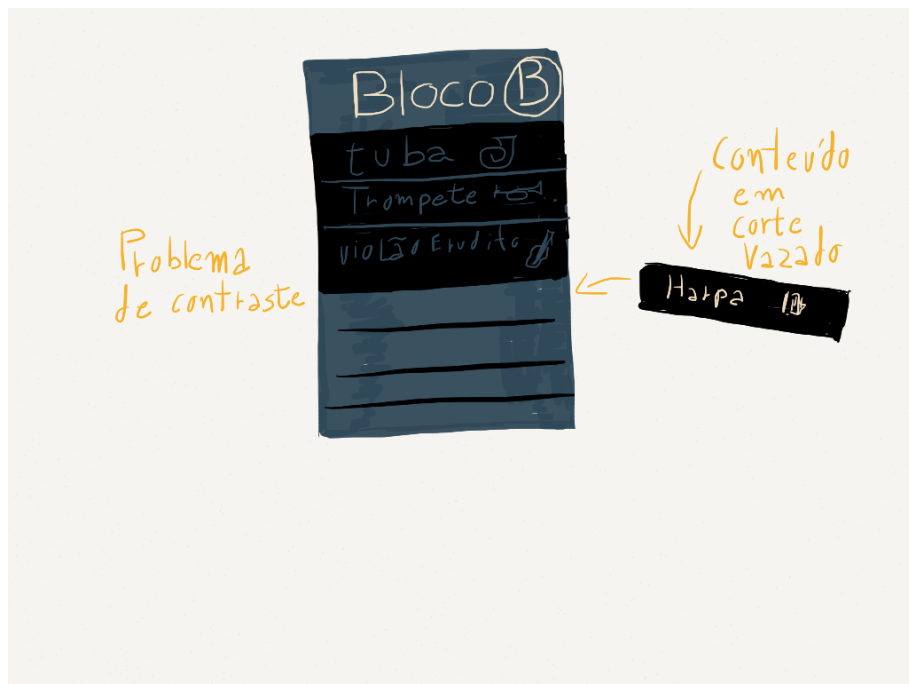 Bloco B
tuba
Trompete
violão Erudito
Problema
de contraste
Conteúdo
em
corte
vazado
Harpa